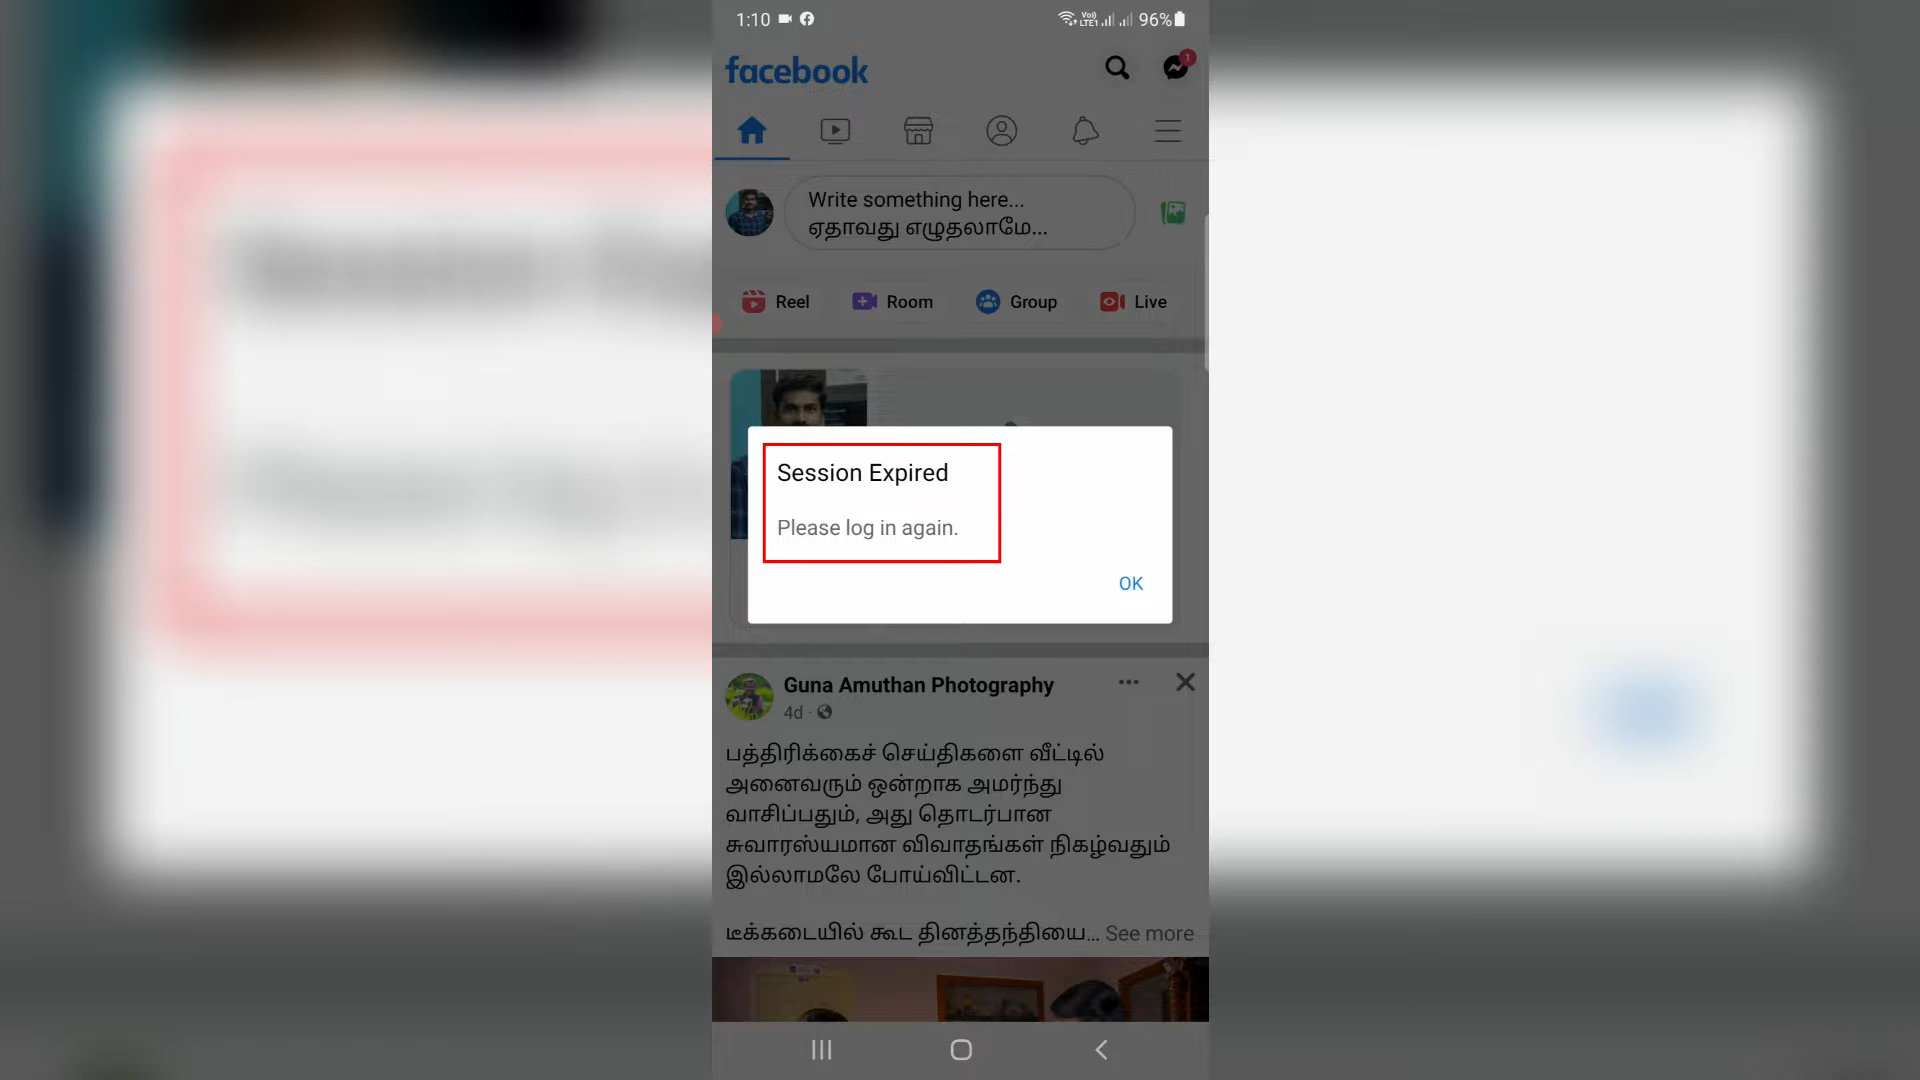 1:10
96%
facebook
1
Write something here...
ஏதாவது எழுதலாமே...
Reel
Room
Group
Live
Session Expired
Please log in again.
OK
Guna Amuthan Photography
4d ·
பத்திரிக்கைச் செய்திகளை வீட்டில்
அனைவரும் ஒன்றாக அமர்ந்து
வாசிப்பதும், அது தொடர்பான
சுவாரஸ்யமான விவாதங்கள் நிகழ்வதும்
இல்லாமலே போய்விட்டன.
டீக்கடையில் கூட தினத்தந்தியை... See more